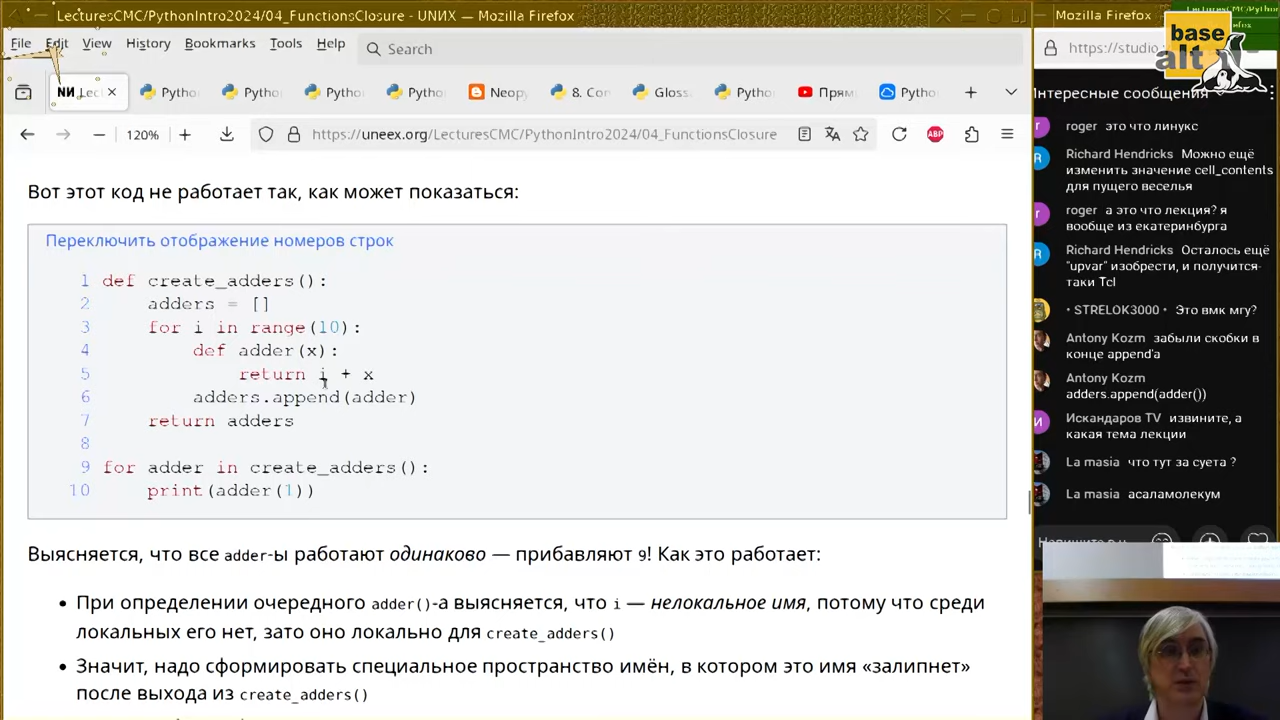 LecturesCMC/PythonIntro2024/04_FunctionsClosure - UNИX — Mozilla Firefox
Mozilla Firefox
File Edit View History Bookmarks Tools Help
Search
base
alt
Pytho
Neop
8. Con
Gloss
Pytho
Прям
Pytho
120%
https://uneex.org/LecturesCMC/PythonIntro2024/04_FunctionsClosure
ABP
https://studio
Вот этот код не работает так, как может показаться:
Переключить отображение номеров строк
1 def create_adders():
2 adders = []
3 for i in range(10):
4 def adder(x):
5 return i + x
6 adders.append(adder)
7 return adders
8
9 for adder in create_adders():
10 print(adder(1))
Выясняется, что все adder-ы работают одинаково — прибавляют 9! Как это работает:
• При определении очередного adder()-а выясняется, что i — нелокальное имя, потому что среди
локальных его нет, зато оно локально для create_adders()
• Значит, надо сформировать специальное пространство имён, в котором это имя «залипнет»
после выхода из create_adders()
Интересные сообщения
roger это что линукс
Richard Hendricks Можно ещё
изменить значение cell_contents
для пущего веселья
roger а это что лекция? я
вообще из екатеринбурга
Richard Hendricks Осталось ещё
"upvar" изобрести, и получится-
таки Tcl
• STRELOK3000 • Это вмк мгу?
Antony Kozm забыли скобки в
конце append'а
Antony Kozm
adders.append(adder())
Искандаров TV извините, а
какая тема лекции
La masia что тут за суета ?
La masia асаламолекум